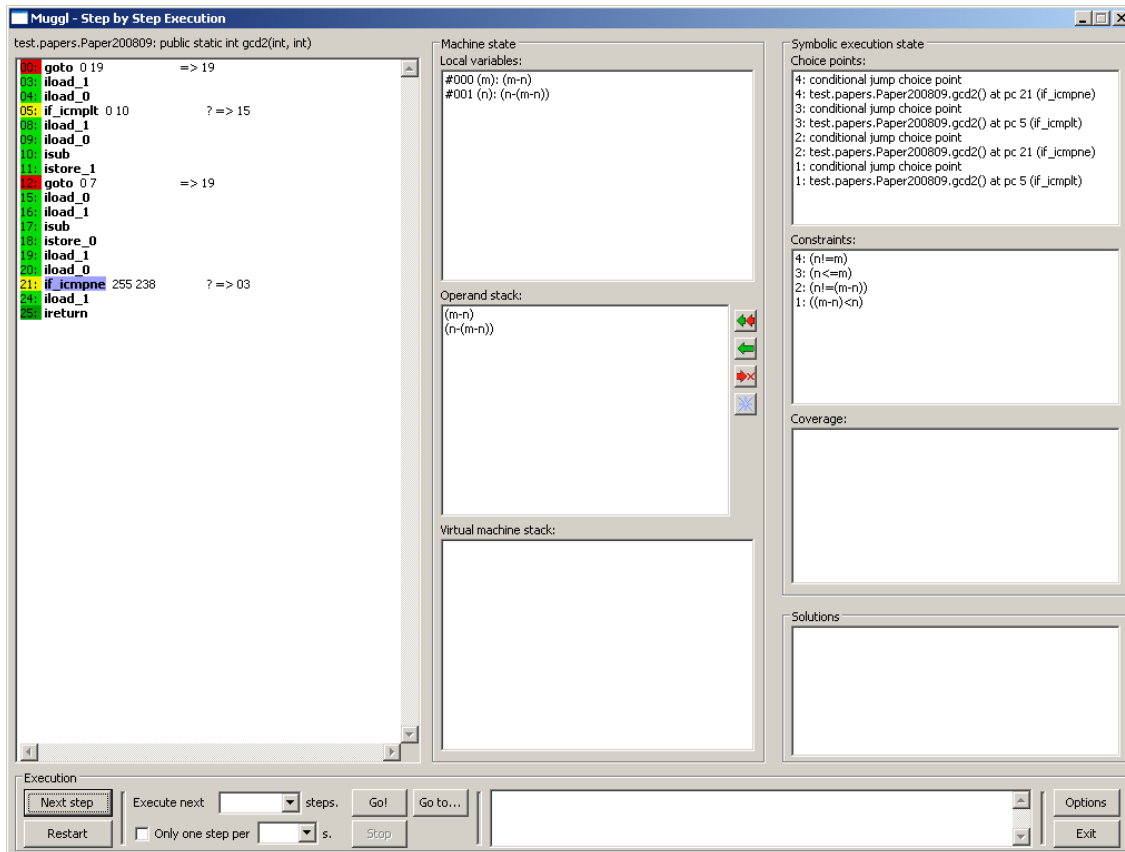 Muggl - Step by Step Execution
test.papers.Paper200809: public static int gcd2(int, int)
00: goto 0 19 => 19
03: iload_1
04: iload_0
05: if_icmplt 0 10 ? => 15
08: iload_1
09: iload_0
10: isub
11: istore_1
12: goto 0 7 => 19
15: iload_0
16: iload_1
17: isub
18: istore_0
19: iload_1
20: iload_0
21: if_icmpne 255 238 ? => 03
24: iload_1
25: ireturn
Machine state
Local variables:
#000 (m): (m-n)
#001 (n): (n-(m-n))
Operand stack:
(m-n)
(n-(m-n))
Virtual machine stack:
Symbolic execution state
Choice points:
4: conditional jump choice point
4: test.papers.Paper200809.gcd2() at pc 21 (if_icmpne)
3: conditional jump choice point
3: test.papers.Paper200809.gcd2() at pc 5 (if_icmplt)
2: conditional jump choice point
2: test.papers.Paper200809.gcd2() at pc 21 (if_icmpne)
1: conditional jump choice point
1: test.papers.Paper200809.gcd2() at pc 5 (if_icmplt)
Constraints:
4: (n!=m)
3: (n<=m)
2: (n!=(m-n))
1: ((m-n)<n)
Coverage:
Solutions
Execution
Next step Execute next steps. Go! Go to... Options
Restart Only one step per s. Stop Exit